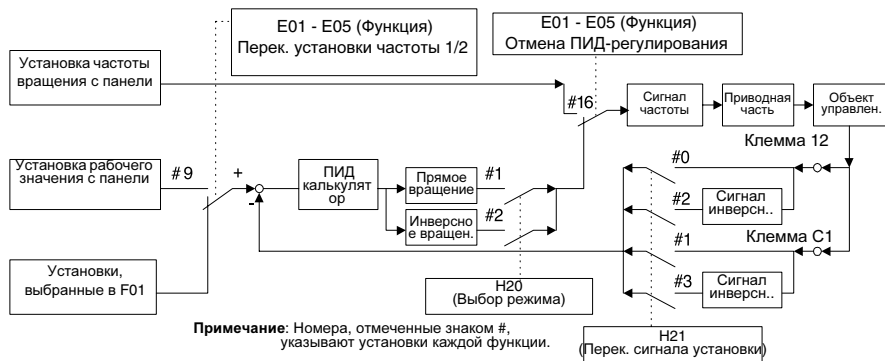 E01 - E05 (Функция)
Перек. установки частоты 1/2
E01 - E05 (Функция)
Отмена ПИД-регулирования
Установка частоты
вращения с панели
#16
Сигнал
частоты
Приводная
часть
Объект
управлен.
Клемма 12
Установка рабочего
значения с панели
#9
+
-
ПИД
калькулят
ор
Прямое
вращение
#1
Инверсно
е вращен.
#2
#0
#2
Сигнал
инверсн..
Клемма C1
#1
#3
Сигнал
инверсн..
Установки,
выбранные в F01
H20
(Выбор режима)
H21
(Перек. сигнала установки)
Примечание: Номера, отмеченные знаком #,
указывают установки каждой функции.